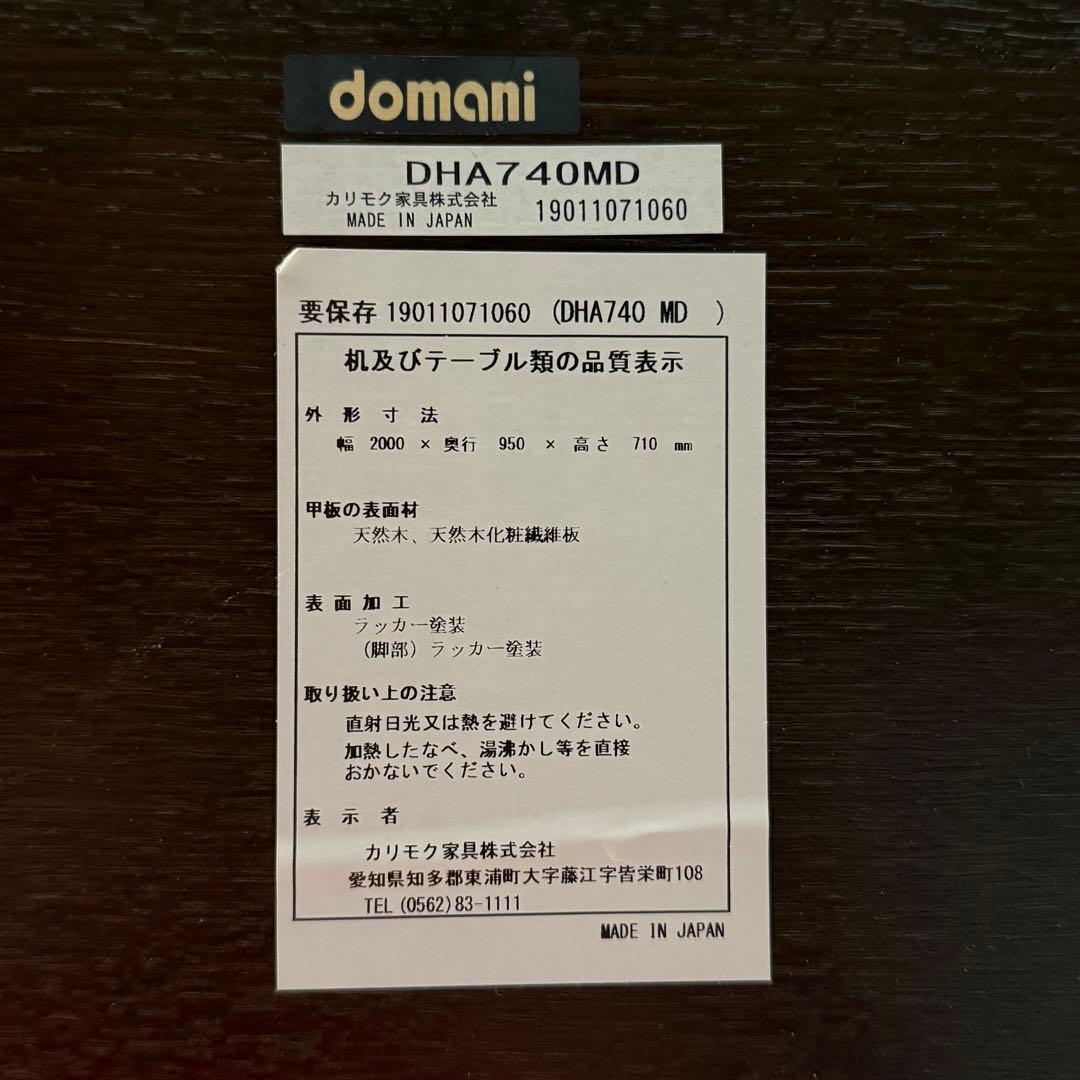 domani
DHA740MD
カリモク家具株式会社
MADE IN JAPAN
19011071060
要保存 19011071060 (DHA740 MD )
机及びテーブル類の品質表示
外形寸法
幅 2000 × 奥行 950 × 高さ 710 mm
甲板の表面材
天然木、天然木化粧繊維板
表面加工
ラッカー塗装
(脚部) ラッカー塗装
取り扱い上の注意
直射日光又は熱を避けてください。
加熱したなべ、湯沸かし等を直接
おかないでください。
表示者
カリモク家具株式会社
愛知県知多郡東浦町大字藤江字皆栄町108
TEL (0562)83-1111
MADE IN JAPAN